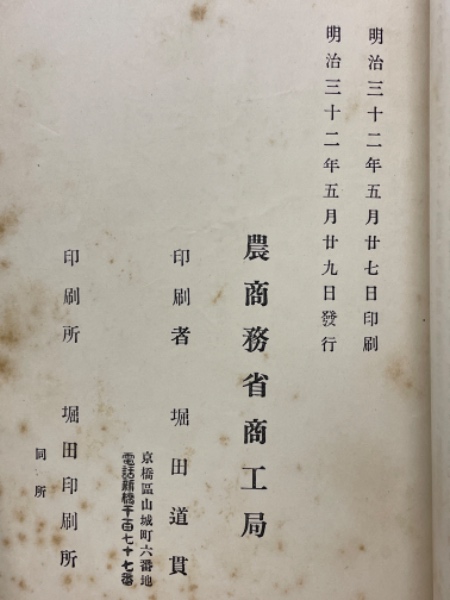 明治三十二年五月廿七日印刷
明治三十二年五月廿九日發行
農商務省商工局
印刷者 堀田道貫
京橋區山城町六番地
電話新橋千百七十七番
印刷所 堀田印刷所
同所